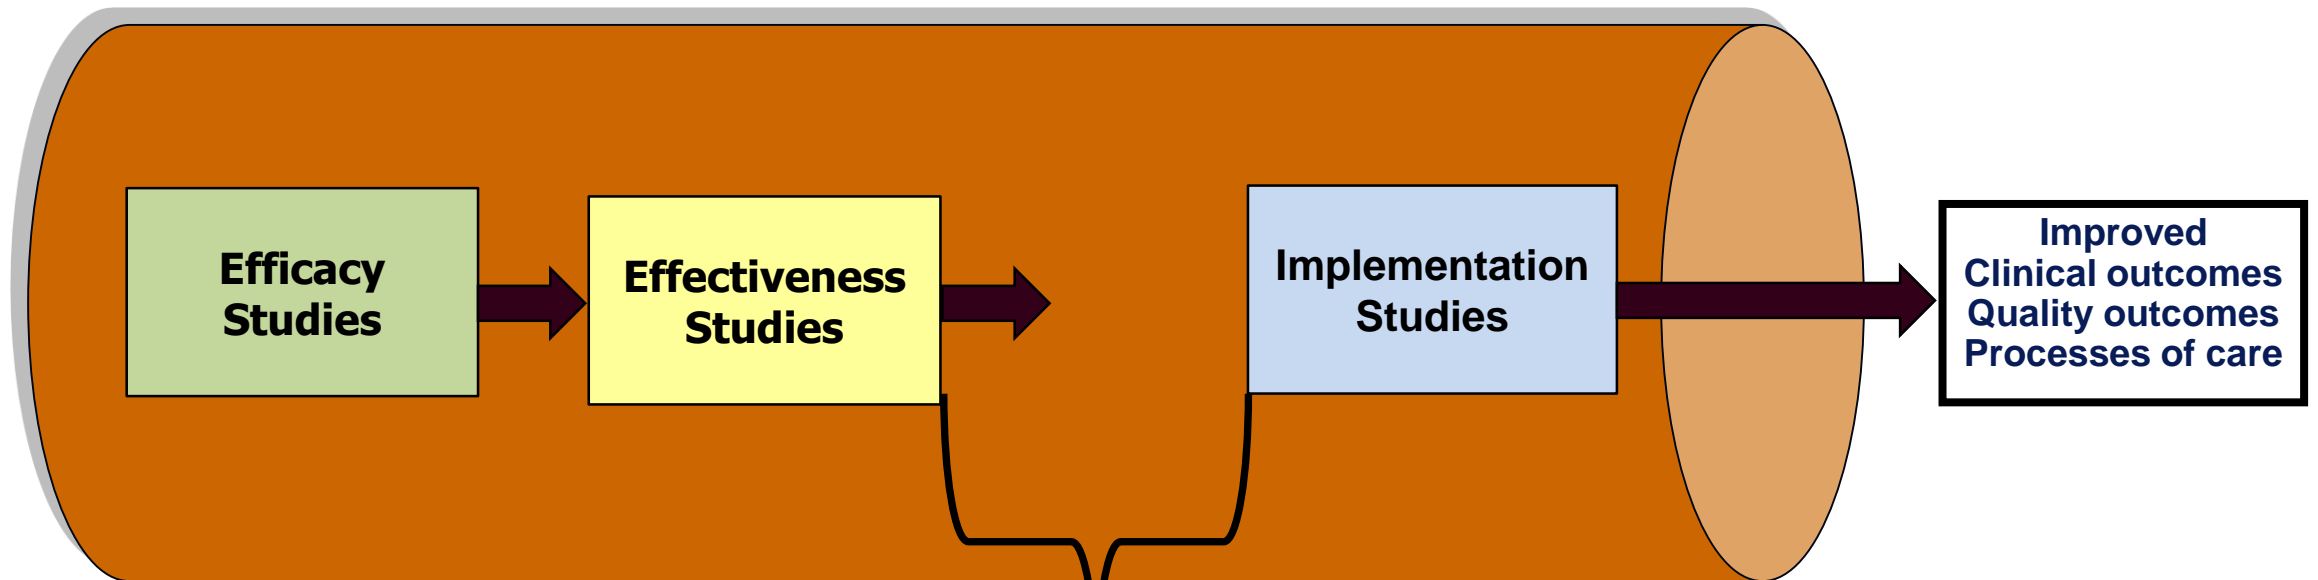 Efficacy
Studies
Effectiveness
Studies
Implementation
Studies
Improved
Clinical outcomes
Quality outcomes
Processes of care